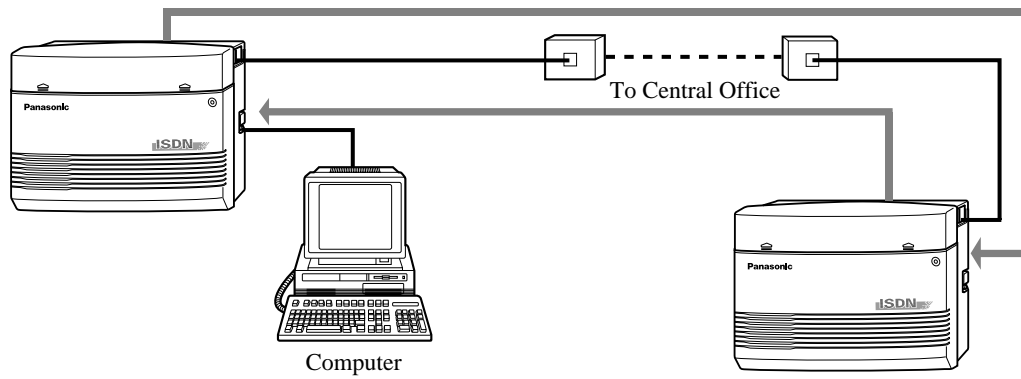 To Central Office
Panasonic
ISDN
Panasonic
ISDN
Computer